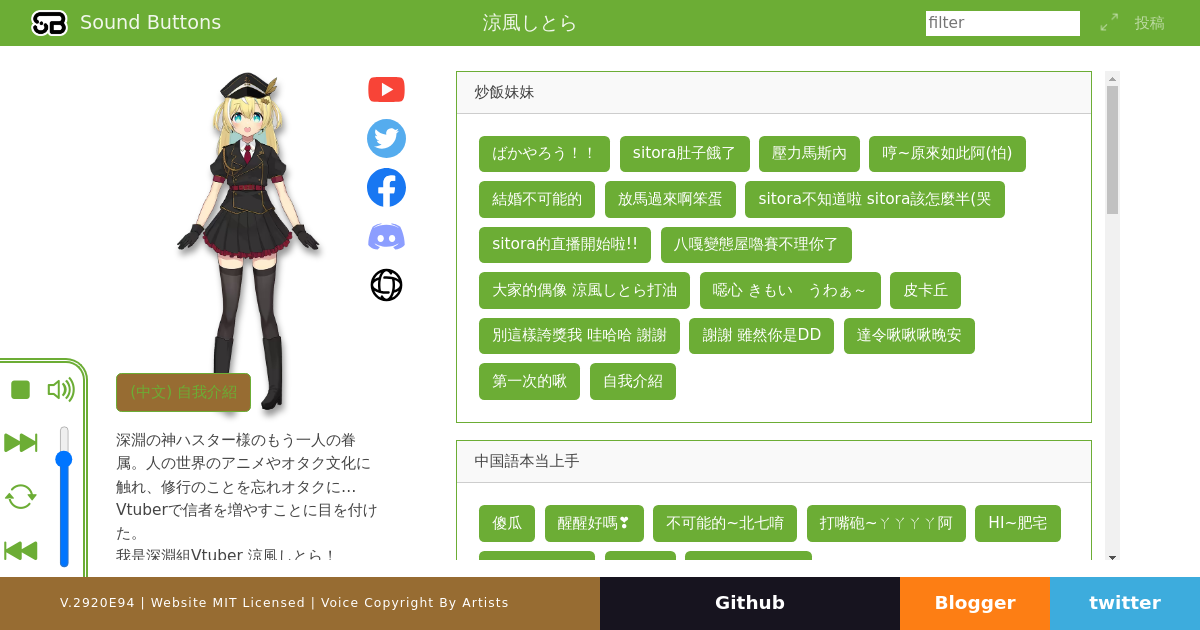 SB Sound Buttons
涼風しとら
filter
投稿
(中文) 自我介紹
深淵の神ハスター様のもう一人の眷
属。人の世界のアニメやオタク文化に
触れ、修行のことを忘れオタクに…
Vtuberで信者を増やすことに目を付け
た。
我是深淵組Vtuber 涼風しとら！
炒飯妹妹
ばかやろう！！ sitora肚子餓了 壓力馬斯內 哼~原來如此阿(怕)
結婚不可能的 放馬過來啊笨蛋 sitora不知道啦 sitora該怎麼半(哭
sitora的直播開始啦!! 八嘎變態屋嚕賽不理你了
大家的偶像 涼風しとら打油 噁心 きもい　うわぁ～ 皮卡丘
別這樣誇獎我 哇哈哈 謝謝 謝謝 雖然你是DD 達令啾啾啾晚安
第一次的啾 自我介紹
中国語本当上手
傻瓜 醒醒好嗎❣ 不可能的~北七唷 打嘴砲~ㄚㄚㄚㄚ阿 HI~肥宅
V.2920E94 | Website MIT Licensed | Voice Copyright By Artists
Github
Blogger
twitter